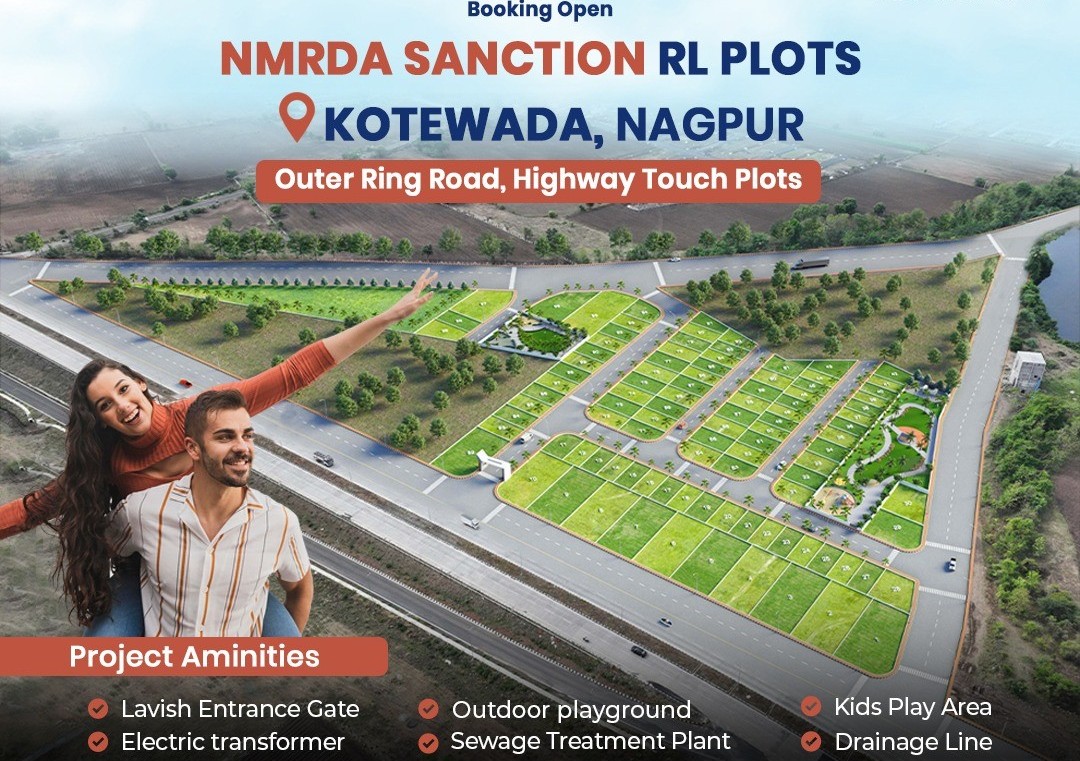 Booking Open
NMRDA SANCTION RL PLOTS
KOTEWADA, NAGPUR
Outer Ring Road, Highway Touch Plots
Project Aminities
Lavish Entrance Gate
Outdoor playground
Kids Play Area
Electric transformer
Sewage Treatment Plant
Drainage Line